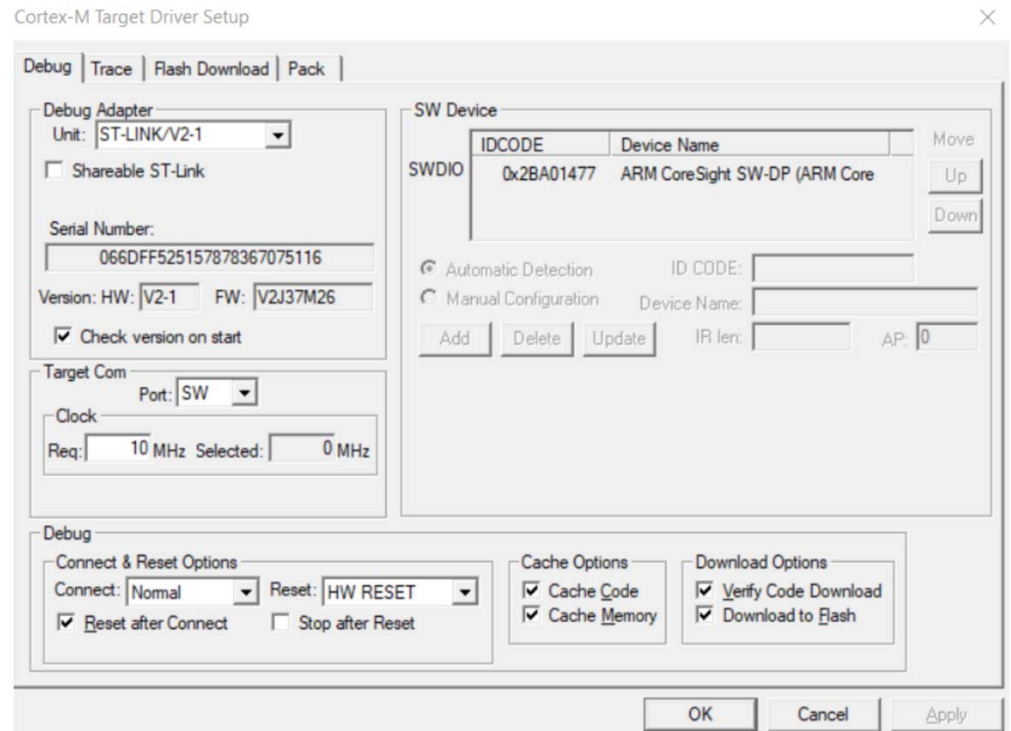 Cortex-M Target Driver Setup
Debug Trace Flash Download Pack
Debug Adapter
Unit: ST-LINK/V2-1
Shareable ST-Link
Serial Number:
066DFF525157878367075116
Version: HW: V2-1 FW: V2J37M26
Check version on start
SW Device
IDCODE Device Name Move
SWDIO 0x2BA01477 ARM CoreSight SW-DP (ARM Core Up
Down
Automatic Detection ID CODE:
Manual Configuration Device Name:
Add Delete Update IR len: AP: 0
Target Com
Port: SW
Clock
Req: 10 MHz Selected: 0 MHz
Debug
Connect & Reset Options
Connect: Normal Reset: HW RESET
Reset after Connect Stop after Reset
Cache Options
Cache Code
Cache Memory
Download Options
Verify Code Download
Download to Flash
OK Cancel Apply